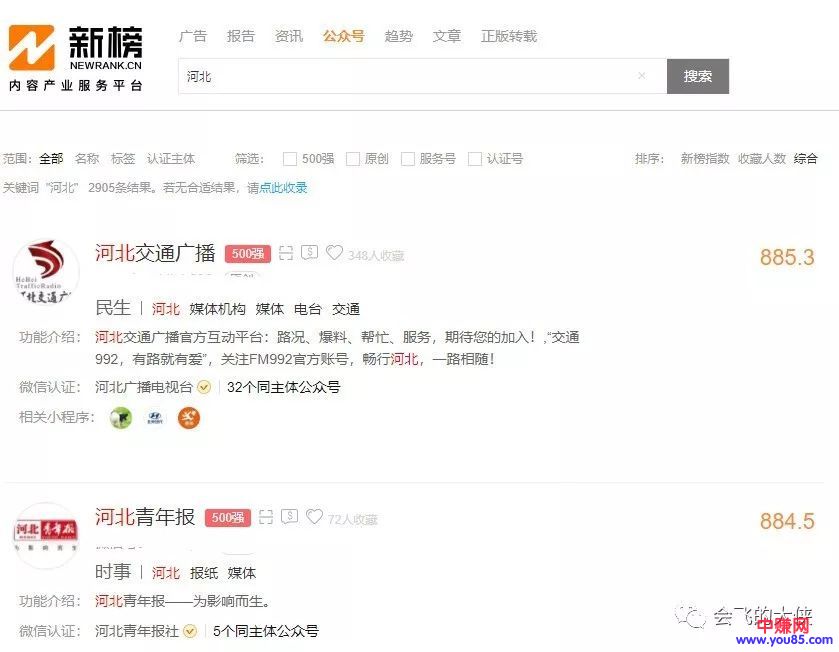 新榜
NEWRANK.CN
内容产业服务平台
广告 报告 资讯 公众号 趋势 文章 正版转载
河北 × 搜索
范围: 全部 名称 标签 认证主体 筛选: 500强 原创 服务号 认证号 排序: 新榜指数 收藏人数 综合
关键词 "河北" 2905条结果。若无合适结果，请点此收录
河北交通广播 500强 348人收藏 885.3
HeBei
TrafficRadio
民生 | 河北 媒体机构 媒体 电台 交通
功能介绍: 河北交通广播官方互动平台：路况、爆料、帮忙、服务，期待您的加入！,“交通
992，有路就有爱”，关注FM992官方账号，畅行河北，一路相随！
微信认证: 河北广播电视台 | 32个同主体公众号
相关小程序:
河北青年报 500强 72人收藏 884.5
河北青年报
为影响而生
时事 | 河北 报纸 媒体
功能介绍: 河北青年报——为影响而生。
微信认证: 河北青年报社 | 5个同主体公众号
会飞的大侠
中赚网
www.you85.com